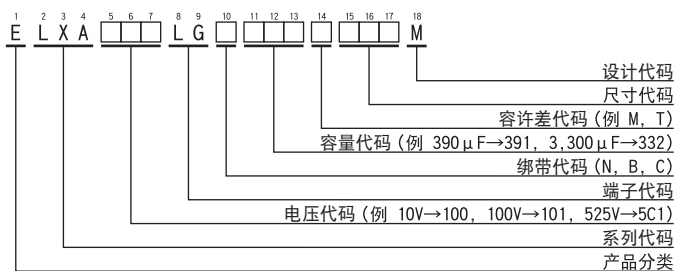 1 2 3 4 5 6 7 8 9 10 11 12 13 14 15 16 17 18
E L X A □□□ L G □ □□□ □ □□□ M
设计代码
尺寸代码
容许差代码 (例 M, T)
容量代码 (例 390μF→391, 3,300μF→332)
绑带代码 (N, B, C)
端子代码
电压代码 (例 10V→100, 100V→101, 525V→5C1)
系列代码
产品分类